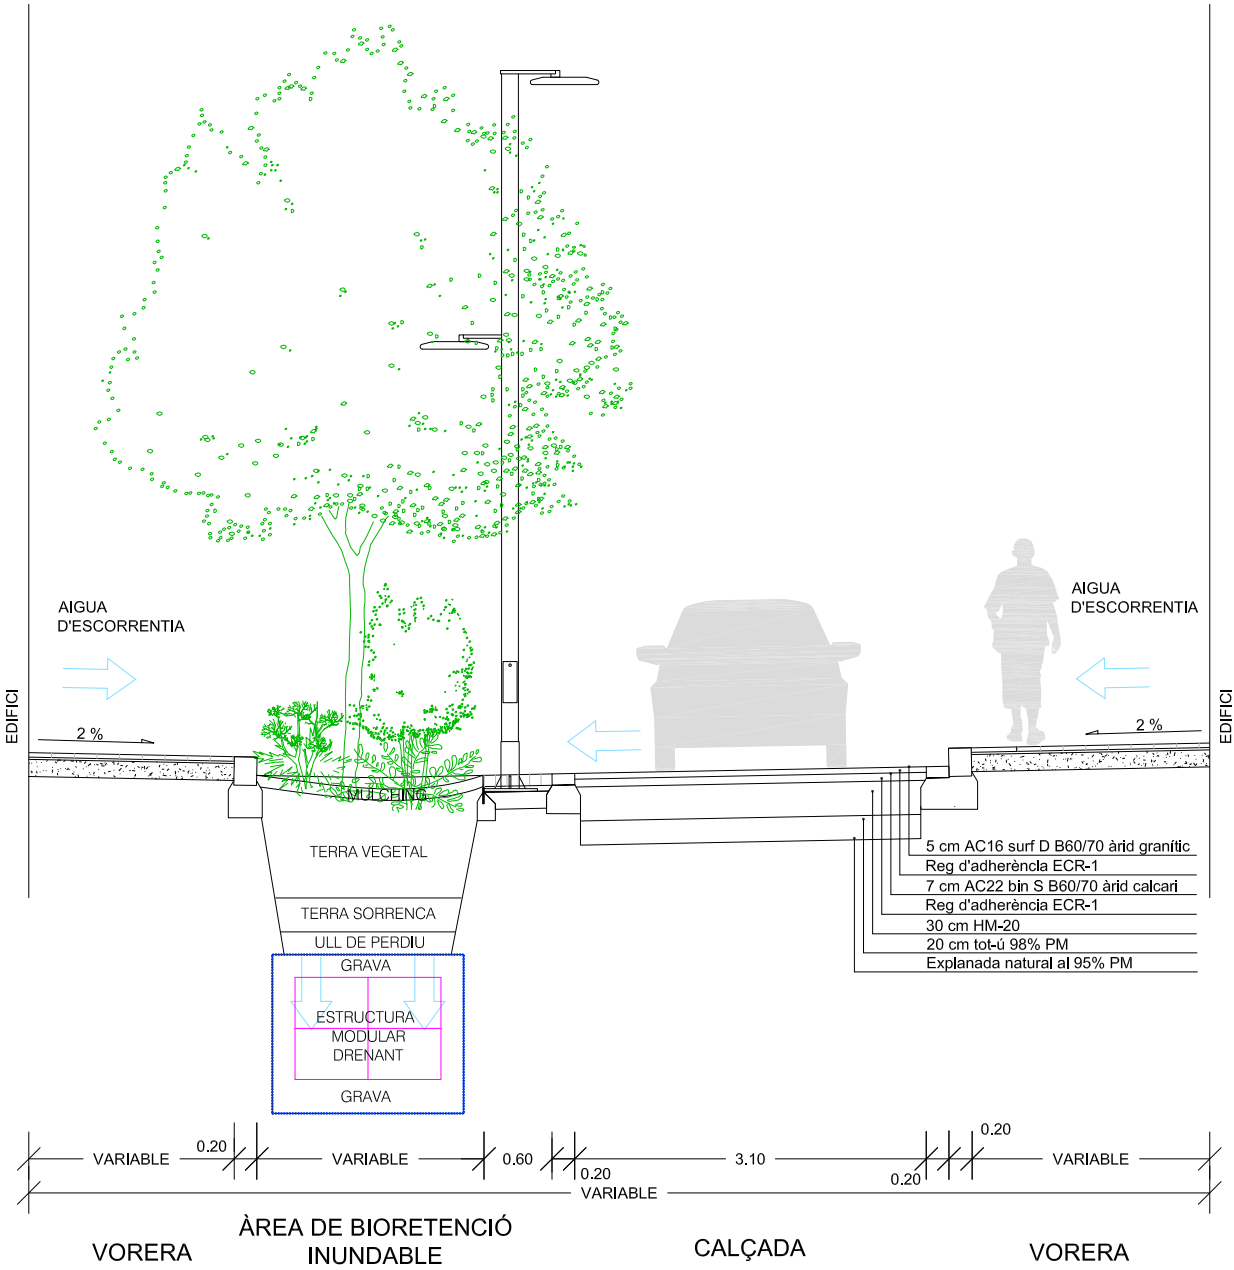 AIGUA
D'ESCORRENTIA
AIGUA
D'ESCORRENTIA
EDIFICI
EDIFICI
2 %
2 %
MULCHING
TERRA VEGETAL
TERRA SORRENCA
ULL DE PERDIU
GRAVA
ESTRUCTURA
MODULAR
DRENANT
GRAVA
5 cm AC16 surf D B60/70 àrid granític
Reg d'adherència ECR-1
7 cm AC22 bin S B60/70 àrid calcari
Reg d'adherència ECR-1
30 cm HM-20
20 cm tot-ú 98% PM
Explanada natural al 95% PM
VARIABLE
0.20
VARIABLE
0.60
0.20
3.10
0.20
0.20
VARIABLE
VARIABLE
VORERA
ÀREA DE BIORETENCIÓ
INUNDABLE
CALÇADA
VORERA